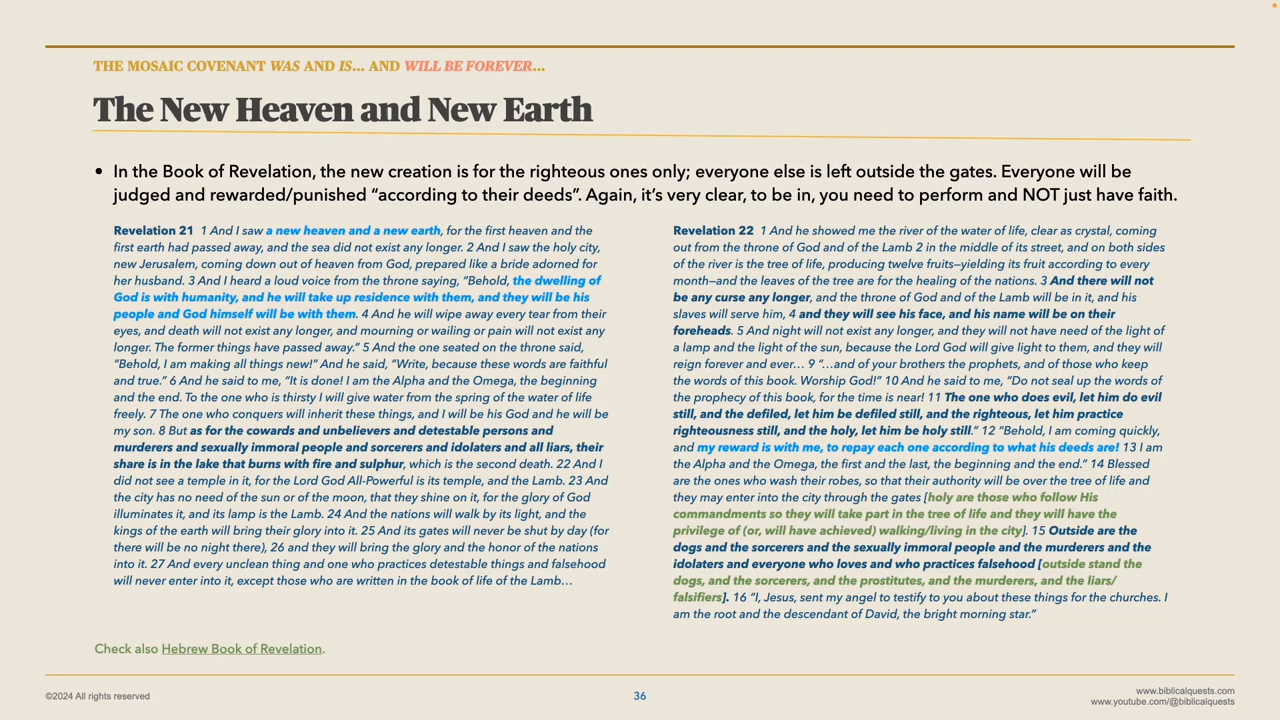 THE MOSAIC COVENANT WAS AND IS... AND WILL BE FOREVER...
The New Heaven and New Earth
• In the Book of Revelation, the new creation is for the righteous ones only; everyone else is left outside the gates. Everyone will be
judged and rewarded/punished “according to their deeds”. Again, it’s very clear, to be in, you need to perform and NOT just have faith.
Revelation 21 1 And I saw a new heaven and a new earth, for the first heaven and the
first earth had passed away, and the sea did not exist any longer. 2 And I saw the holy city,
new Jerusalem, coming down out of heaven from God, prepared like a bride adorned for
her husband. 3 And I heard a loud voice from the throne saying, “Behold, the dwelling of
God is with humanity, and he will take up residence with them, and they will be his
people and God himself will be with them. 4 And he will wipe away every tear from their
eyes, and death will not exist any longer, and mourning or wailing or pain will not exist any
longer. The former things have passed away.” 5 And the one seated on the throne said,
“Behold, I am making all things new!” And he said, “Write, because these words are faithful
and true.” 6 And he said to me, “It is done! I am the Alpha and the Omega, the beginning
and the end. To the one who is thirsty I will give water from the spring of the water of life
freely. 7 The one who conquers will inherit these things, and I will be his God and he will be
my son. 8 But as for the cowards and unbelievers and detestable persons and
murderers and sexually immoral people and sorcerers and idolaters and all liars, their
share is in the lake that burns with fire and sulphur, which is the second death. 22 And I
did not see a temple in it, for the Lord God All-Powerful is its temple, and the Lamb. 23 And
the city has no need of the sun or of the moon, that they shine on it, for the glory of God
illuminates it, and its lamp is the Lamb. 24 And the nations will walk by its light, and the
kings of the earth will bring their glory into it. 25 And its gates will never be shut by day (for
there will be no night there), 26 and they will bring the glory and the honor of the nations
into it. 27 And every unclean thing and one who practices detestable things and falsehood
will never enter into it, except those who are written in the book of life of the Lamb…
Revelation 22 1 And he showed me the river of the water of life, clear as crystal, coming
out from the throne of God and of the Lamb 2 in the middle of its street, and on both sides
of the river is the tree of life, producing twelve fruits—yielding its fruit according to every
month—and the leaves of the tree are for the healing of the nations. 3 And there will not
be any curse any longer, and the throne of God and of the Lamb will be in it, and his
slaves will serve him, 4 and they will see his face, and his name will be on their
foreheads. 5 And night will not exist any longer, and they will not have need of the light of
a lamp and the light of the sun, because the Lord God will give light to them, and they will
reign forever and ever… 9 “…and of your brothers the prophets, and of those who keep
the words of this book. Worship God!” 10 And he said to me, “Do not seal up the words of
the prophecy of this book, for the time is near! 11 The one who does evil, let him do evil
still, and the defiled, let him be defiled still, and the righteous, let him practice
righteousness still, and the holy, let him be holy still.” 12 “Behold, I am coming quickly,
and my reward is with me, to repay each one according to what his deeds are! 13 I am
the Alpha and the Omega, the first and the last, the beginning and the end.” 14 Blessed
are the ones who wash their robes, so that their authority will be over the tree of life and
they may enter into the city through the gates [holy are those who follow His
commandments so they will take part in the tree of life and they will have the
privilege of (or, will have achieved) walking/living in the city]. 15 Outside are the
dogs and the sorcerers and the sexually immoral people and the murderers and the
idolaters and everyone who loves and who practices falsehood [outside stand the
dogs, and the sorcerers, and the prostitutes, and the murderers, and the liars/
falsifiers]. 16 “I, Jesus, sent my angel to testify to you about these things for the churches. I
am the root and the descendant of David, the bright morning star.”
Check also Hebrew Book of Revelation.
©2024 All rights reserved
36
www.biblicalquests.com
www.youtube.com/@biblicalquests